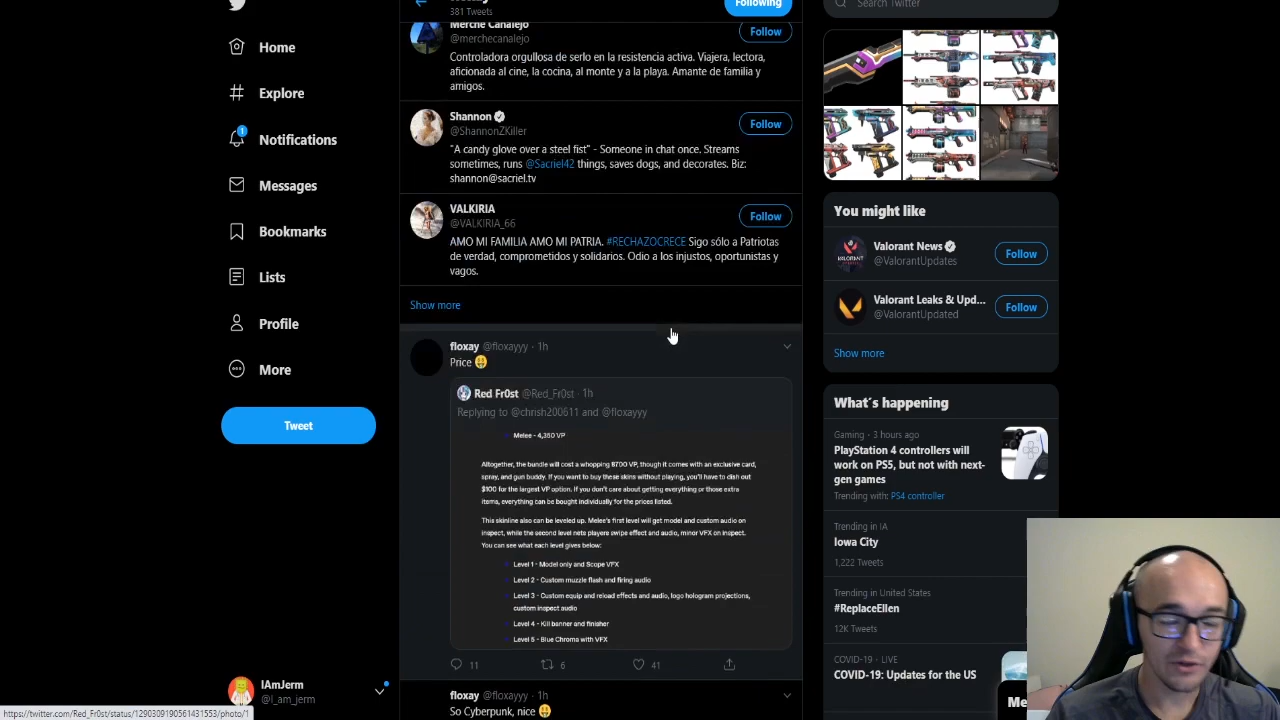 381 Tweets
Following
Search Twitter
Home
Explore
1
Notifications
Messages
Bookmarks
Lists
Profile
More
Tweet
IAmJerm
@I_am_jerm
https://twitter.com/Red_Fr0st/status/1290309190561431553/photo/1
Merche Canalejo
@merchecanalejo
Follow
Controladora orgullosa de serlo en la resistencia activa. Viajera, lectora,
aficionada al cine, la cocina, al monte y a la playa. Amante de familia y
amigos.
Shannon
@ShannonZKiller
Follow
"A candy glove over a steel fist" - Someone in chat once. Streams
sometimes, runs @Sacriel42 things, saves dogs, and decorates. Biz:
shannon@sacriel.tv
VALKIRIA
@VALKIRIA_66
Follow
AMO MI FAMILIA AMO MI PATRIA. #RECHAZOCRECE Sigo sólo a Patriotas
de verdad, comprometidos y solidarios. Odio a los injustos, oportunistas y
vagos.
Show more
floxay @floxayyy · 1h
Price
Red Fr0st @Red_Fr0st · 1h
Replying to @chrish200611 and @floxayyy
Melee - 4,350 VP
Altogether, the bundle will cost a whopping 8700 VP, though it comes with an exclusive card,
spray, and gun buddy. If you want to buy these skins without playing, you'll have to dish out
$100 for the largest VP option. If you don't care about getting everything or those extra
items, everything can be bought individually for the prices listed.
This skinline also can be leveled up. Melee's first level will get model and custom audio on
inspect, while the second level nets players swipe effect and audio, minor VFX on inspect.
You can see what each level gives below:
Level 1 - Model only and Scope VFX
Level 2 - Custom muzzle flash and firing audio
Level 3 - Custom equip and reload effects and audio, logo hologram projections,
custom inspect audio
Level 4 - Kill banner and finisher
Level 5 - Blue Chroma with VFX
11
6
41
floxay @floxayyy · 1h
So Cyberpunk, nice
You might like
Valorant News
@ValorantUpdates
Follow
Valorant Leaks & Upd...
@ValorantUpdated
Follow
Show more
What's happening
Gaming · 3 hours ago
PlayStation 4 controllers will
work on PS5, but not with next-
gen games
Trending with: PS4 controller
Trending in IA
Iowa City
1,222 Tweets
Trending in United States
#ReplaceEllen
12K Tweets
COVID-19 · LIVE
COVID-19: Updates for the US
Me